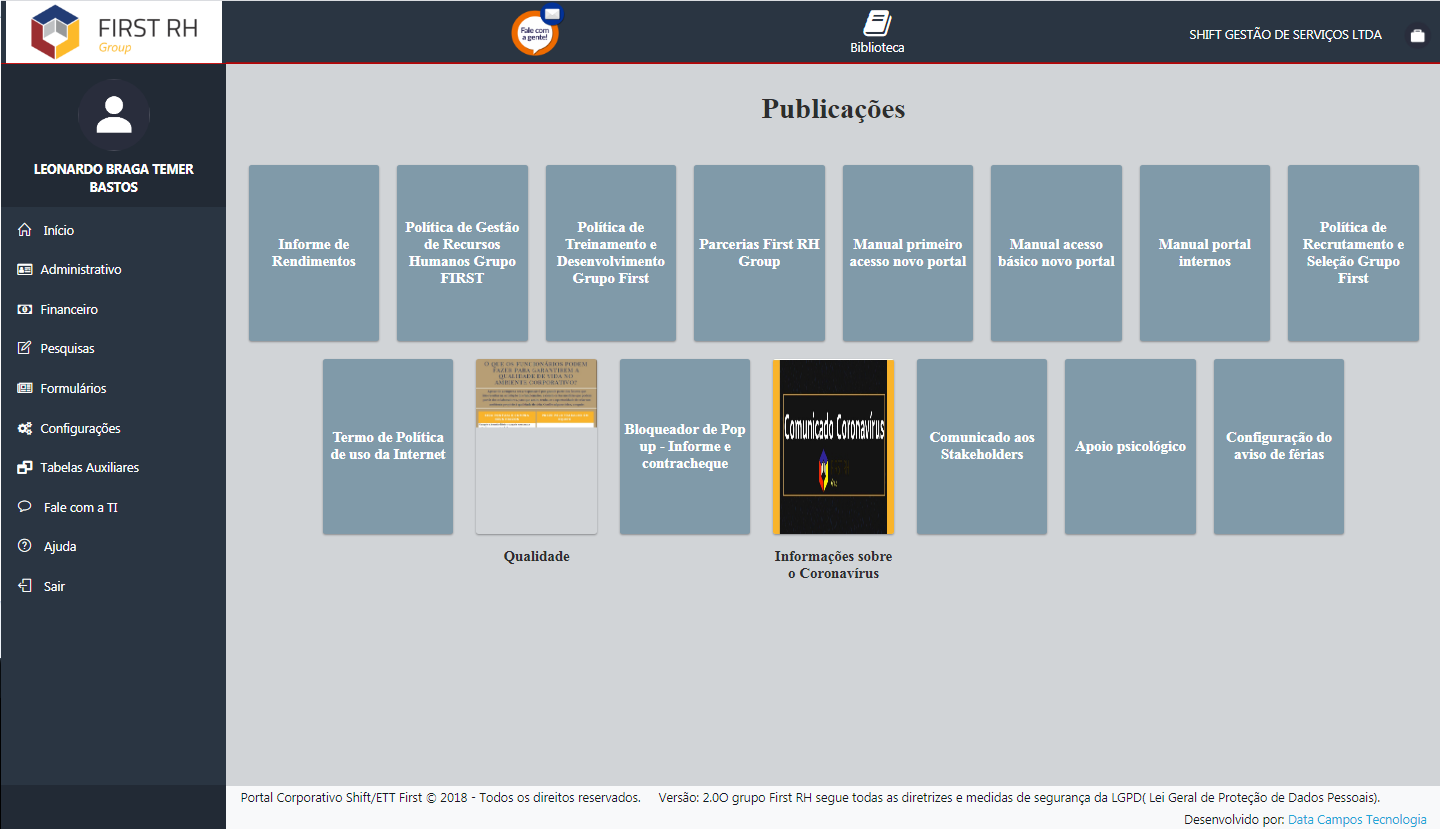 FIRST RH
Group
Fale com
a gente!
Biblioteca
SHIFT GESTÃO DE SERVIÇOS LTDA
LEONARDO BRAGA TEMER
BASTOS
Início
Administrativo
Financeiro
Pesquisas
Formulários
Configurações
Tabelas Auxiliares
Fale com a TI
Ajuda
Sair
Publicações
Informe de
Rendimentos
Política de Gestão
de Recursos
Humanos Grupo
FIRST
Política de
Treinamento e
Desenvolvimento
Grupo First
Parcerias First RH
Group
Manual primeiro
acesso novo portal
Manual acesso
básico novo portal
Manual portal
internos
Política de
Recrutamento e
Seleção Grupo
First
Termo de Política
de uso da Internet
O QUE OS FUNCIONÁRIOS PODEM
FAZER PARA GARANTIREM A
QUALIDADE DE VIDA NO
AMBIENTE CORPORATIVO?
Qualidade
Bloqueador de Pop
up - Informe e
contracheque
Comunicado Coronavírus
Informações sobre
o Coronavírus
Comunicado aos
Stakeholders
Apoio psicológico
Configuração do
aviso de férias
Portal Corporativo Shift/ETT First © 2018 - Todos os direitos reservados. Versão: 2.0O grupo First RH segue todas as diretrizes e medidas de segurança da LGPD( Lei Geral de Proteção de Dados Pessoais).
Desenvolvido por: Data Campos Tecnologia